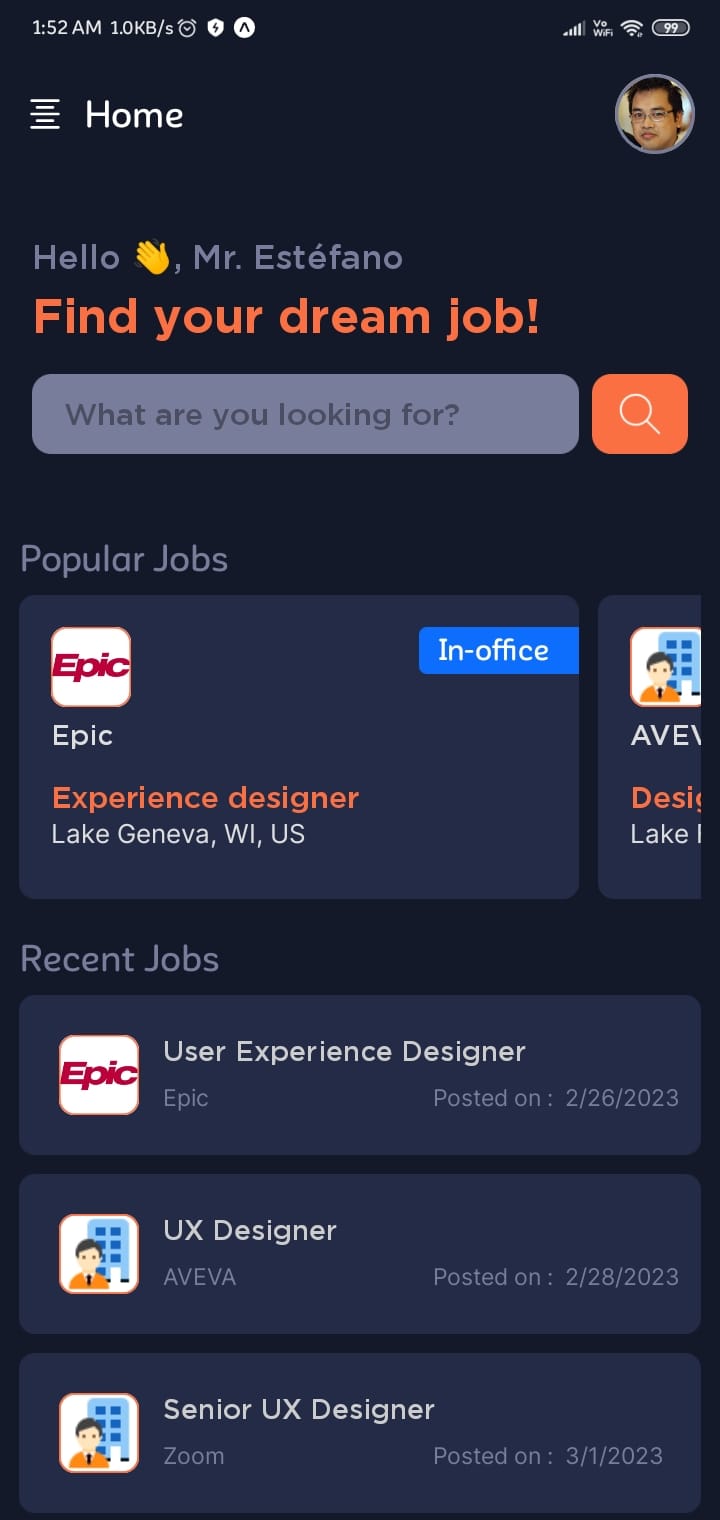 1:52 AM 1.0KB/s Vo WiFi 99
Home
Hello 👋, Mr. Estéfano
Find your dream job!
What are you looking for?
Popular Jobs
Epic
In-office
Epic
Experience designer
Lake Geneva, WI, US
AVEV
Desig
Lake
Recent Jobs
Epic
User Experience Designer
Epic Posted on : 2/26/2023
UX Designer
AVEVA Posted on : 2/28/2023
Senior UX Designer
Zoom Posted on : 3/1/2023